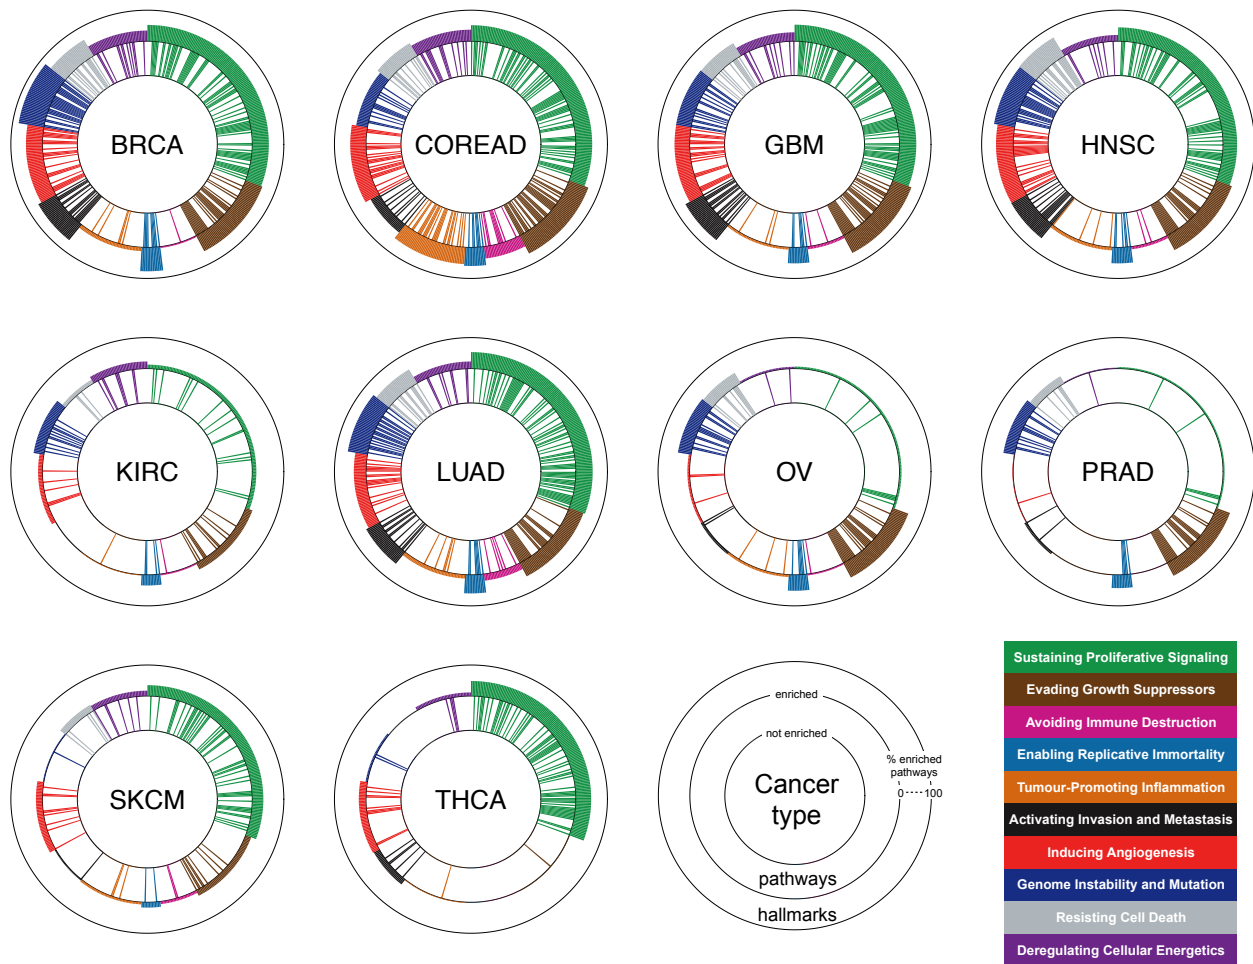 BRCA
COREAD
GBM
HNSC
KIRC
LUAD
OV
PRAD
SKCM
THCA
enriched
not enriched
% enriched
pathways
0----100
Cancer
type
pathways
hallmarks
Sustaining Proliferative Signaling
Evading Growth Suppressors
Avoiding Immune Destruction
Enabling Replicative Immortality
Tumour-Promoting Inflammation
Activating Invasion and Metastasis
Inducing Angiogenesis
Genome Instability and Mutation
Resisting Cell Death
Deregulating Cellular Energetics